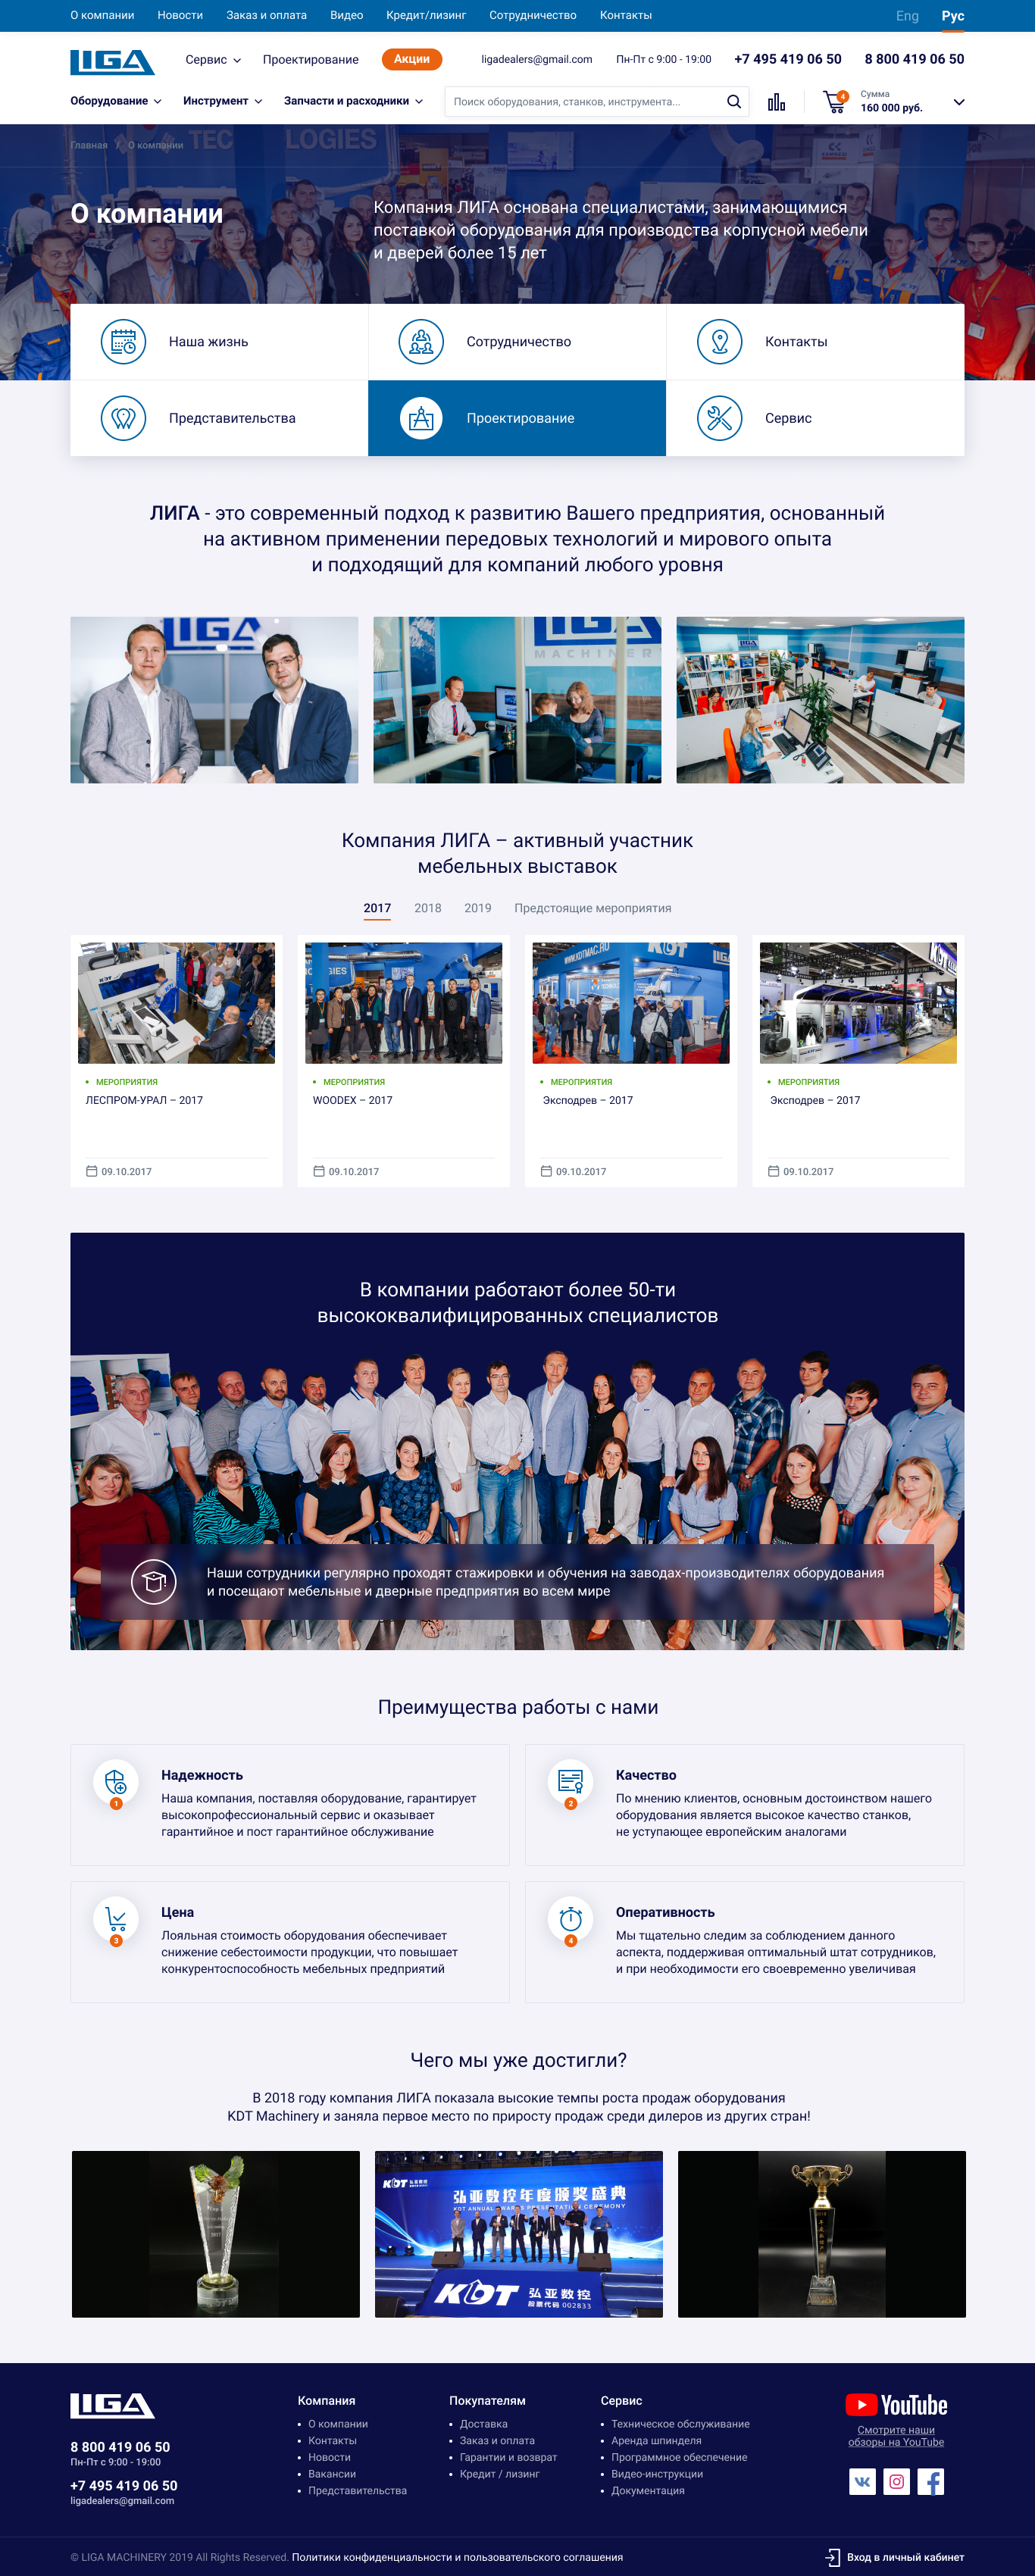 О компании Новости Заказ и оплата Видео Кредит/лизинг Сотрудничество Контакты Eng Рус
LIGA Сервис Проектирование Акции ligadealers@gmail.com Пн-Пт с 9:00 - 19:00 +7 495 419 06 50 8 800 419 06 50
Оборудование Инструмент Запчасти и расходники Поиск оборудования, станков, инструмента... 4 Сумма
160 000 руб.
Главная / О компании
О компании
Компания ЛИГА основана специалистами, занимающимися
поставкой оборудования для производства корпусной мебели
и дверей более 15 лет
Наша жизнь Сотрудничество Контакты
Представительства Проектирование Сервис
ЛИГА - это современный подход к развитию Вашего предприятия, основанный
на активном применении передовых технологий и мирового опыта
и подходящий для компаний любого уровня
LIGA
LIGA
MACHINER
LIGA
Компания ЛИГА – активный участник
мебельных выставок
2017 2018 2019 Предстоящие мероприятия
WWW.KDTMAC.RU
KDT
МЕРОПРИЯТИЯ МЕРОПРИЯТИЯ МЕРОПРИЯТИЯ МЕРОПРИЯТИЯ
ЛЕСПРОМ-УРАЛ – 2017 WOODEX – 2017 Эксподрев – 2017 Эксподрев – 2017
09.10.2017 09.10.2017 09.10.2017 09.10.2017
В компании работают более 50-ти
высококвалифицированных специалистов
Наши сотрудники регулярно проходят стажировки и обучения на заводах-производителях оборудования
и посещают мебельные и дверные предприятия во всем мире
Преимущества работы с нами
1 Надежность
Наша компания, поставляя оборудование, гарантирует
высокопрофессиональный сервис и оказывает
гарантийное и пост гарантийное обслуживание
2 Качество
По мнению клиентов, основным достоинством нашего
оборудования является высокое качество станков,
не уступающее европейским аналогами
3 Цена
Лояльная стоимость оборудования обеспечивает
снижение себестоимости продукции, что повышает
конкурентоспособность мебельных предприятий
4 Оперативность
Мы тщательно следим за соблюдением данного
аспекта, поддерживая оптимальный штат сотрудников,
и при необходимости его своевременно увеличивая
Чего мы уже достигли?
В 2018 году компания ЛИГА показала высокие темпы роста продаж оборудования
KDT Machinery и заняла первое место по приросту продаж среди дилеров из других стран!
KDT
弘亚数控年度颁奖盛典
KDT ANNUAL AWARDS PRESENTATION CEREMONY
KDT 弘亚数控
股票代码 002833
LIGA
8 800 419 06 50
Пн-Пт с 9:00 - 19:00
+7 495 419 06 50
ligadealers@gmail.com
Компания
О компании
Контакты
Новости
Вакансии
Представительства
Покупателям
Доставка
Заказ и оплата
Гарантии и возврат
Кредит / лизинг
Сервис
Техническое обслуживание
Аренда шпинделя
Программное обеспечение
Видео-инструкции
Документация
YouTube
Смотрите наши
обзоры на YouTube
© LIGA MACHINERY 2019 All Rights Reserved. Политики конфиденциальности и пользовательского соглашения Вход в личный кабинет